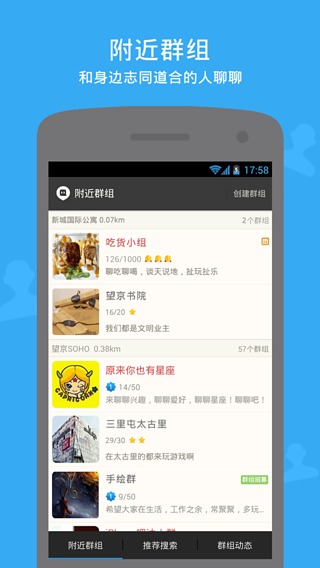 附近群组
和身边志同道合的人聊聊
17:58
附近群组
创建群组
新城国际公寓 0.07km
2个群组
吃货小组
126/1000
聊吃聊喝，谈天说地，扯玩扯乐
望京书院
16/20
我们都是文明业主
望京SOHO 0.38km
57个群组
原来你也有星座
14/50
来聊聊兴趣，聊聊爱好，聊聊星座！聊聊吧！
CAPRICORN
三里屯太古里
29/30
在太古里的都来玩游戏啊
手绘群
群组招募
9/50
希望大家在生活，工作之余，常聚聚，多玩..
附近群组
推荐搜索
群组动态